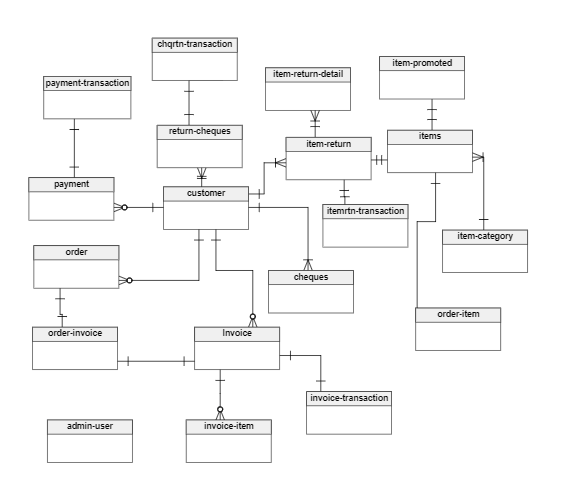 chqrtn-transaction
item-promoted
item-return-detail
payment-transaction
return-cheques
items
item-return
payment
customer
itemrtn-transaction
item-category
order
cheques
order-item
order-invoice
Invoice
invoice-transaction
admin-user
invoice-item